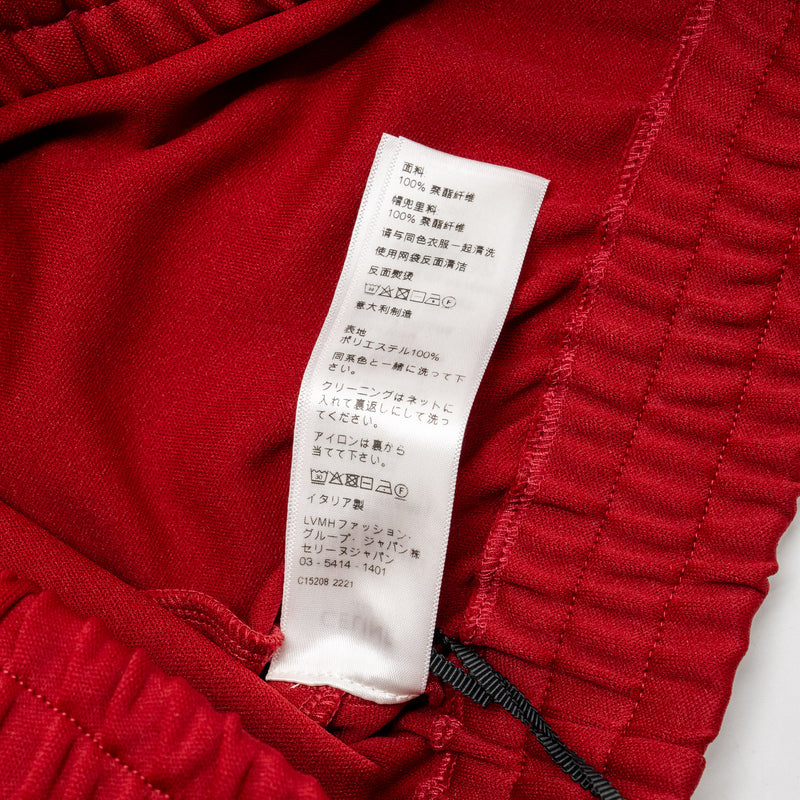 面料
100% 聚酯纤维
帽兜里料
100% 聚酯纤维
请与同色衣服一起清洗
使用网袋反面清洁
反面熨烫
意大利制造
表地
ポリエステル100%
同系色と一緒に洗って下
さい。
クリーニングはネットに
入れて裏返しにして洗っ
てください。
アイロンは裏から
当てて下さい。
イタリア製
LVMHファッション・
グループ・ジャパン㈱
セリーヌジャパン
03 - 5414 - 1401
C15208 2221